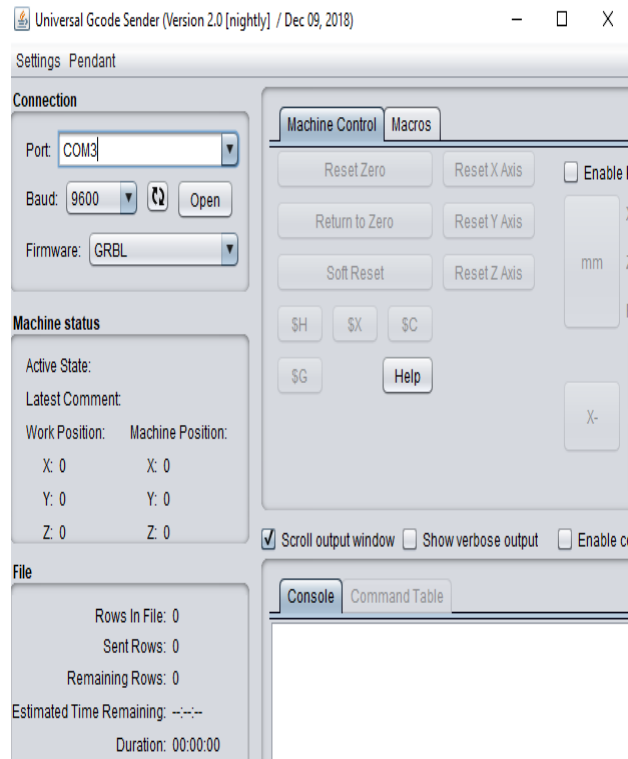 Universal Gcode Sender (Version 2.0 [nightly] / Dec 09, 2018)
Settings Pendant
Connection
Port: COM3
Baud: 9600 Open
Firmware: GRBL
Machine status
Active State:
Latest Comment:
Work Position: Machine Position:
X: 0 X: 0
Y: 0 Y: 0
Z: 0 Z: 0
File
Rows In File: 0
Sent Rows: 0
Remaining Rows: 0
Estimated Time Remaining: --:--:--
Duration: 00:00:00
Machine Control Macros
Reset Zero Reset X Axis Enable
Return to Zero Reset Y Axis
Soft Reset Reset Z Axis mm
$H $X $C
$G Help
X-
Scroll output window Show verbose output Enable
Console Command Table